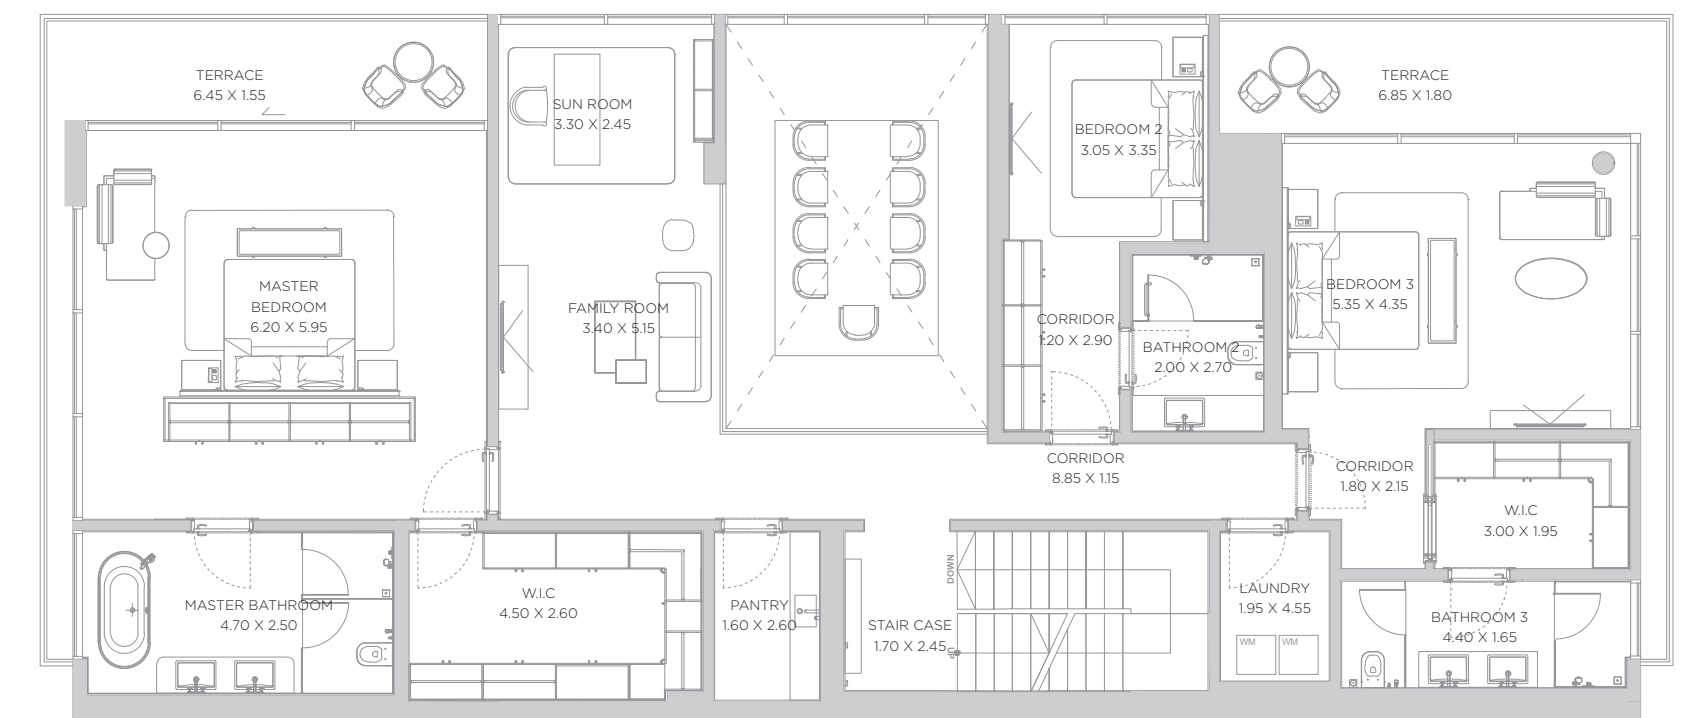 TERRACE
6.45 X 1.55
SUN ROOM
3.30 X 2.45
BEDROOM 2
3.05 X 3.35
TERRACE
6.85 X 1.80
MASTER
BEDROOM
6.20 X 5.95
FAMILY ROOM
3.40 X 5.15
X
CORRIDOR
1.20 X 2.90
BATHROOM 2
2.00 X 2.70
BEDROOM 3
5.35 X 4.35
CORRIDOR
8.85 X 1.15
CORRIDOR
1.80 X 2.15
W.I.C
3.00 X 1.95
MASTER BATHROOM
4.70 X 2.50
W.I.C
4.50 X 2.60
PANTRY
1.60 X 2.60
STAIR CASE
1.70 X 2.45
DOWN
UP
LAUNDRY
1.95 X 4.55
WM
WM
BATHROOM 3
4.40 X 1.65